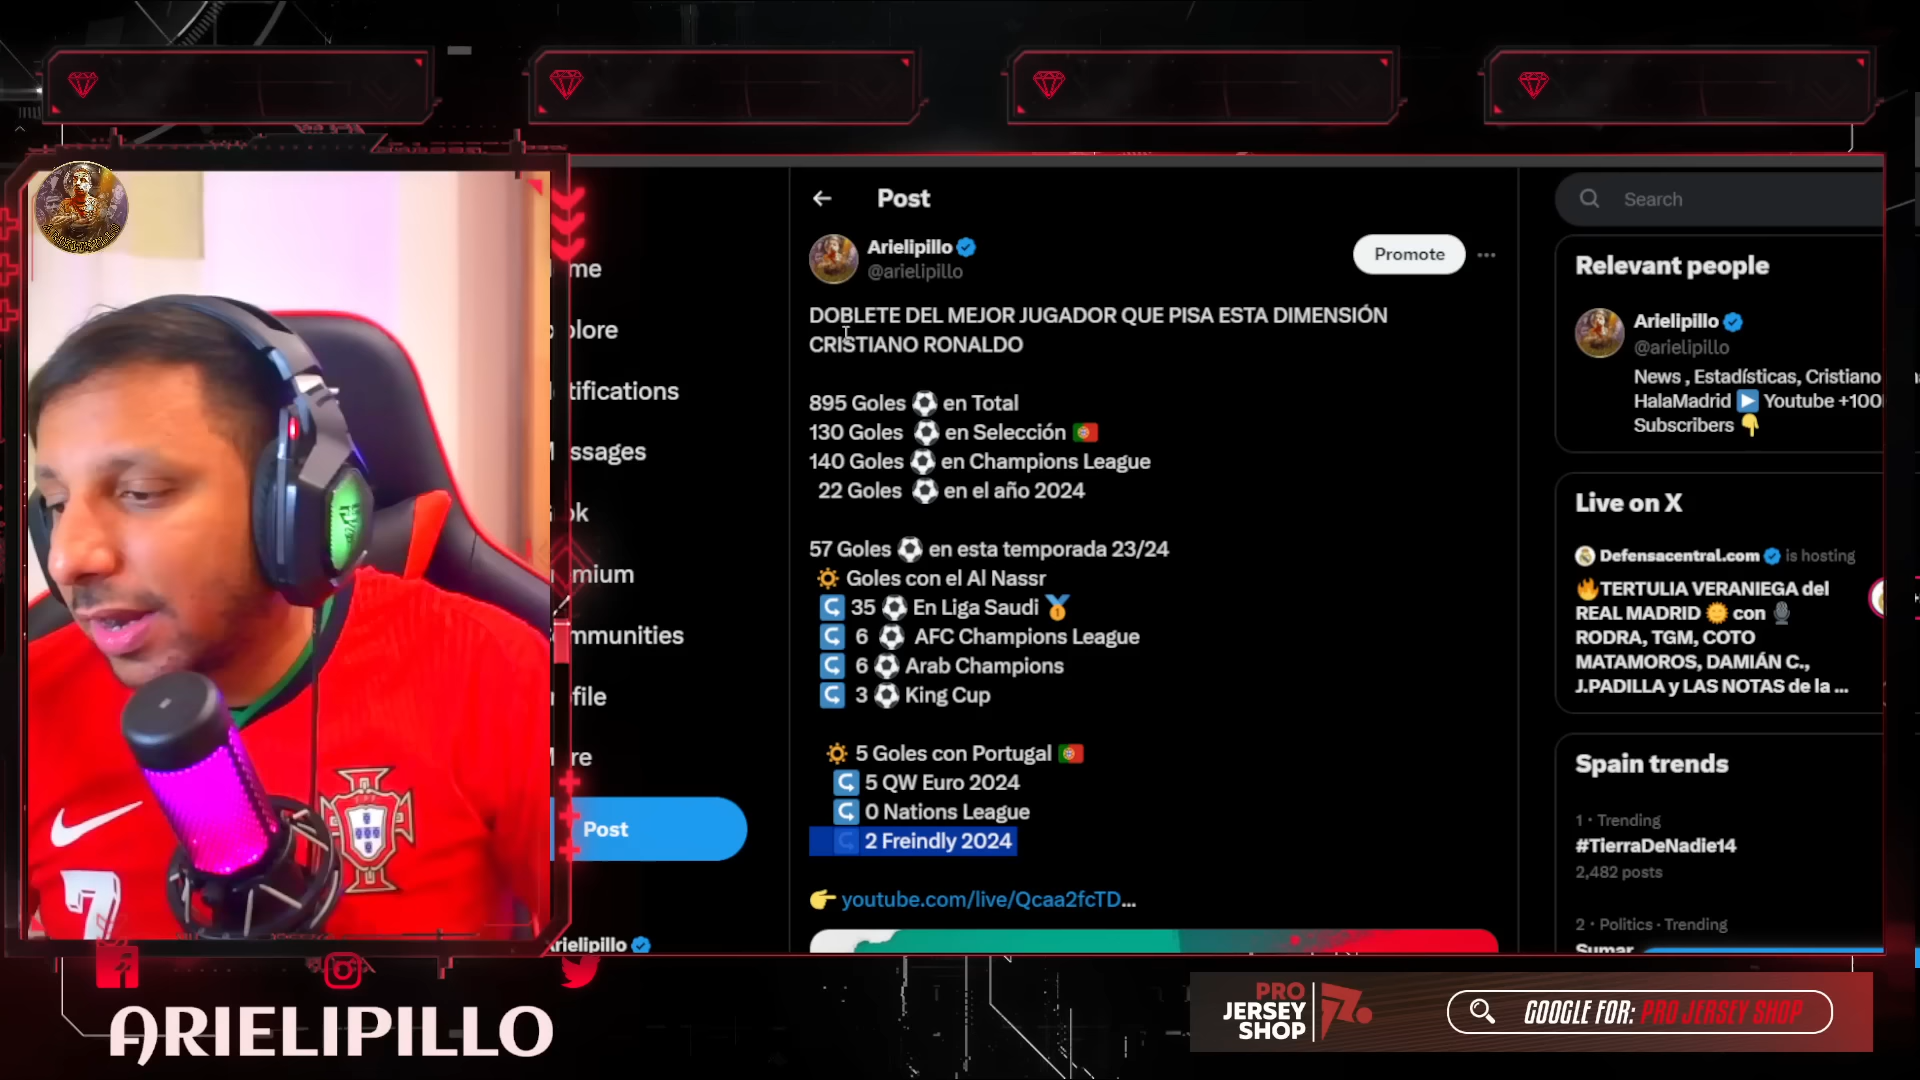 Post
Arielipillo
@arielipillo
Promote
DOBLETE DEL MEJOR JUGADOR QUE PISA ESTA DIMENSIÓN
CRISTIANO RONALDO
895 Goles ⚽ en Total
130 Goles ⚽ en Selección 🇵🇹
140 Goles ⚽ en Champions League
22 Goles ⚽ en el año 2024
57 Goles ⚽ en esta temporada 23/24
🔅 Goles con el Al Nassr
35 ⚽ En Liga Saudi 🥇
6 ⚽ AFC Champions League
6 ⚽ Arab Champions
3 ⚽ King Cup
🔅 5 Goles con Portugal 🇵🇹
5 QW Euro 2024
0 Nations League
2 Freindly 2024
👉 youtube.com/live/Qcaa2fcTD...
me
plore
tifications
ssages
ok
mium
mmunities
file
re
Post
rielipillo
Search
Relevant people
Arielipillo
@arielipillo
News , Estadísticas, Cristiano
HalaMadrid ▶ Youtube +100
Subscribers 👇
Live on X
Defensacentral.com is hosting
🔥TERTULIA VERANIEGA del
REAL MADRID 🌞 con 🎙
RODRA, TGM, COTO
MATAMOROS, DAMIÁN C.,
J.PADILLA y LAS NOTAS de la ...
Spain trends
1 · Trending
#TierraDeNadie14
2,482 posts
2 · Politics · Trending
Sumar
7
ARIELIPILLO
PRO
JERSEY
SHOP
GOOGLE FOR: PRO JERSEY SHOP